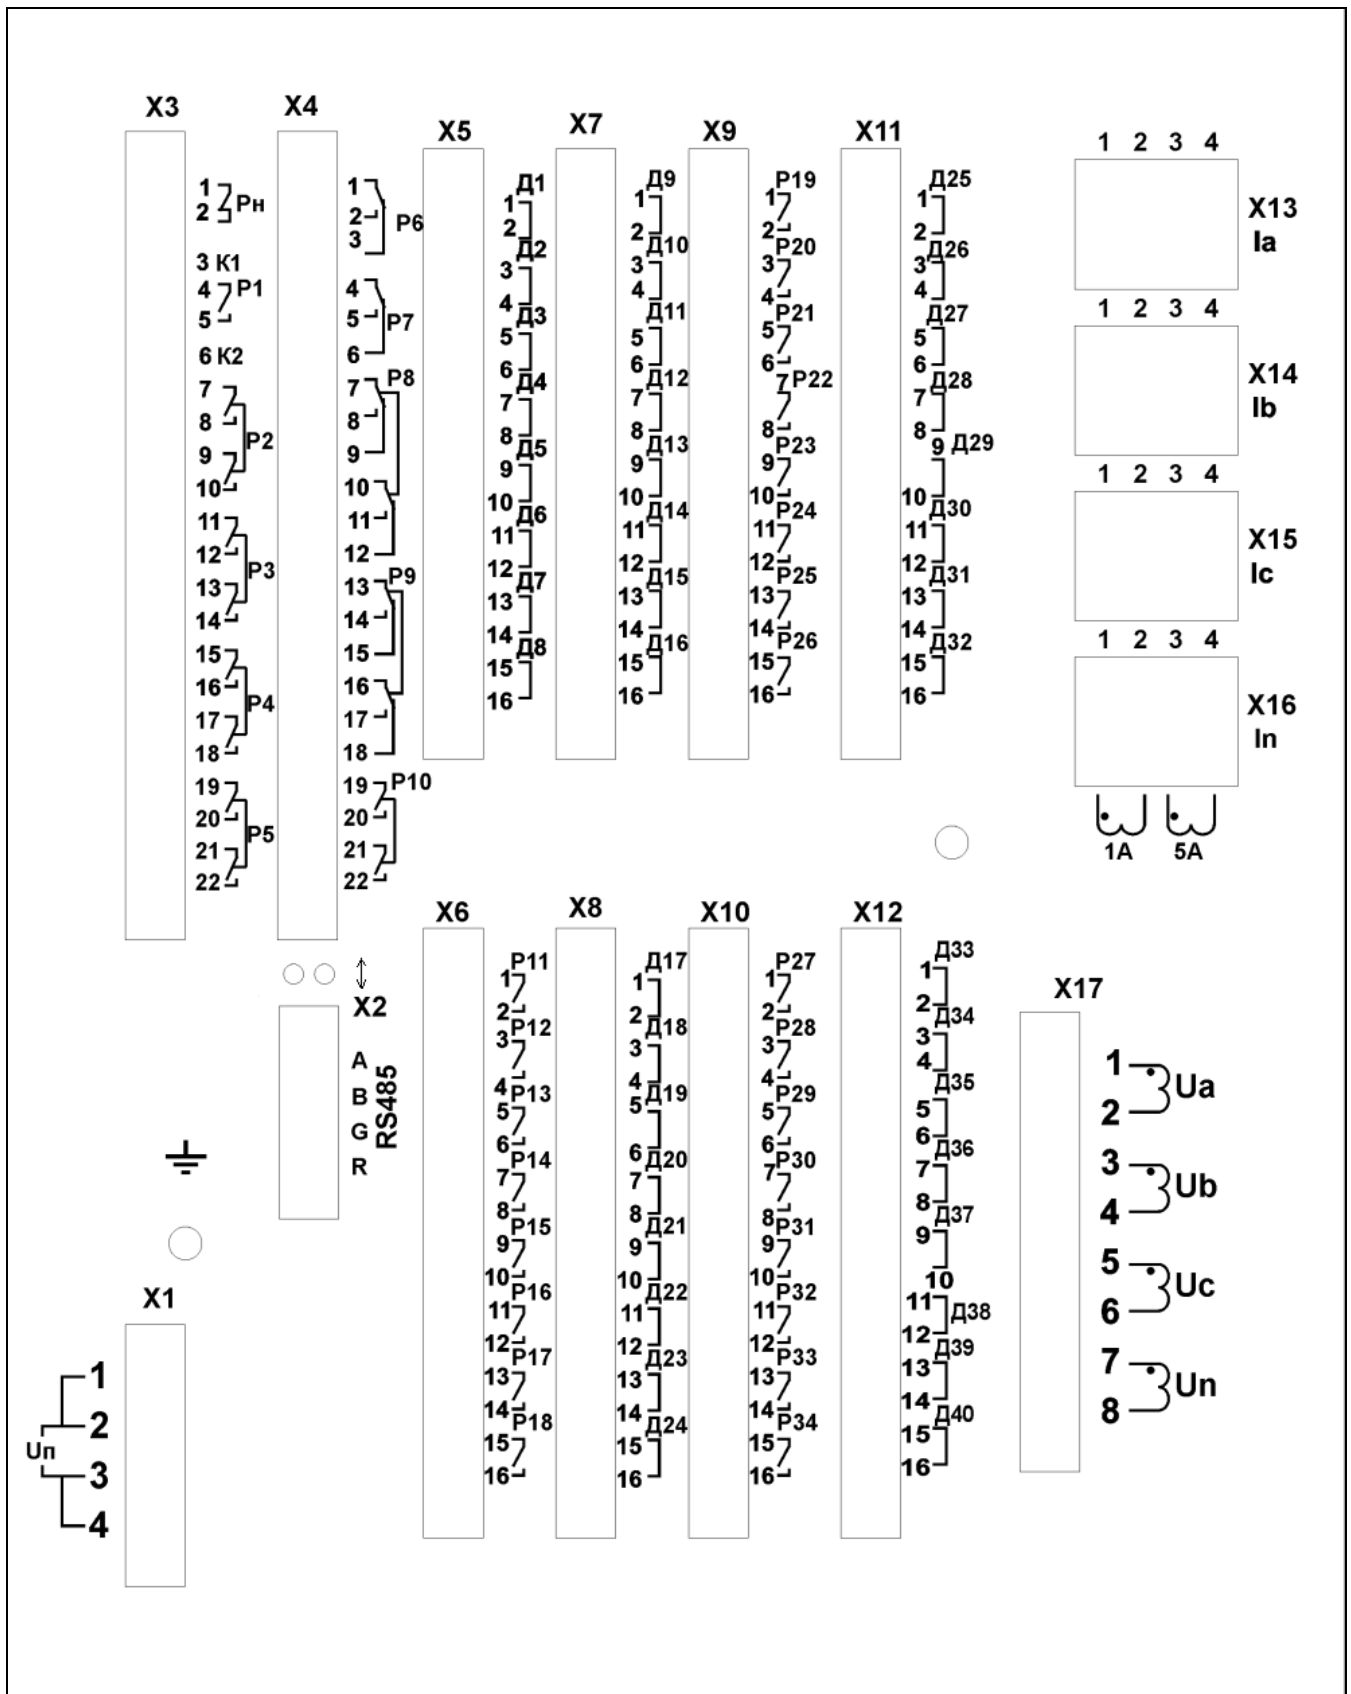 X3
1
2
Рн
3 К1
4
5
Р1
6 К2
7
8
9
10
Р2
11
12
13
14
Р3
15
16
17
18
Р4
19
20
21
22
Р5
X4
1
2
3
Р6
4
5
6
Р7
7
8
9
Р8
10
11
12
13
14
15
Р9
16
17
18
19
20
Р10
21
22
X5
Д1
1
2
Д2
3
4
Д3
5
6
Д4
7
8
Д5
9
10
Д6
11
12
Д7
13
14
Д8
15
16
X7
Д9
1
2
Д10
3
4
Д11
5
6
Д12
7
8
Д13
9
10
Д14
11
12
Д15
13
14
Д16
15
16
X9
Р19
1
2
Р20
3
4
Р21
5
6
7 Р22
8
Р23
9
10
Р24
11
12
Р25
13
14
Р26
15
16
X11
Д25
1
2
Д26
3
4
Д27
5
6
Д28
7
8
9 Д29
10
Д30
11
12
Д31
13
14
Д32
15
16
1 2 3 4
X13
Ia
1 2 3 4
X14
Ib
1 2 3 4
X15
Ic
1 2 3 4
X16
In
1А 5А
X2
A
B
G
R
RS485
X1
1
2
Uп
3
4
X6
Р11
1
2
Р12
3
4
Р13
5
6
Р14
7
8
Р15
9
10
Р16
11
12
Р17
13
14
Р18
15
16
X8
Д17
1
2
Д18
3
4
Д19
5
6
Д20
7
8
Д21
9
10
Д22
11
12
Д23
13
14
Д24
15
16
X10
Р27
1
2
Р28
3
4
Р29
5
6
Р30
7
8
Р31
9
10
Р32
11
12
Р33
13
14
Р34
15
16
X12
Д33
1
2
Д34
3
4
Д35
5
6
Д36
7
8
Д37
9
10
11
Д38
12
Д39
13
14
Д40
15
16
X17
1
2
Ua
3
4
Ub
5
6
Uc
7
8
Un